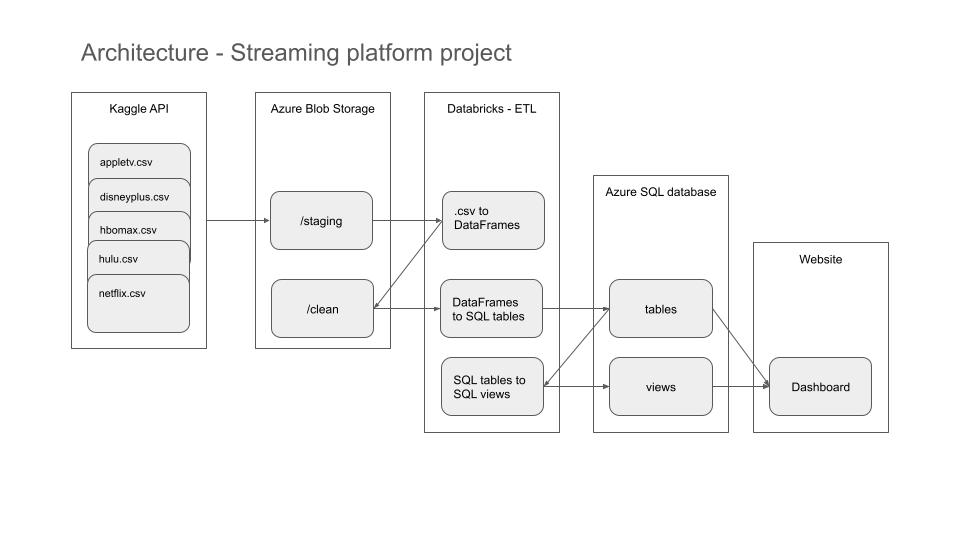 Architecture - Streaming platform project
Kaggle API
appletv.csv
disneyplus.csv
hbomax.csv
hulu.csv
netflix.csv
Azure Blob Storage
/staging
/clean
Databricks - ETL
.csv to
DataFrames
DataFrames
to SQL tables
SQL tables to
SQL views
Azure SQL database
tables
views
Website
Dashboard